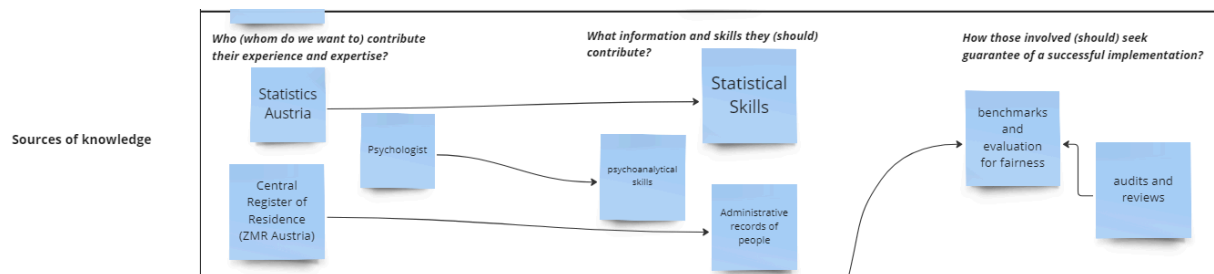 Who (whom do we want to) contribute
their experience and expertise?
What information and skills they (should)
contribute?
How those involved (should) seek
guarantee of a successful implementation?
Sources of knowledge
Statistics
Austria
Statistical
Skills
Psychologist
psychoanalytical
skills
Central
Register of
Residence
(ZMR Austria)
Administrative
records of
people
benchmarks
and
evaluation
for fairness
audits and
reviews